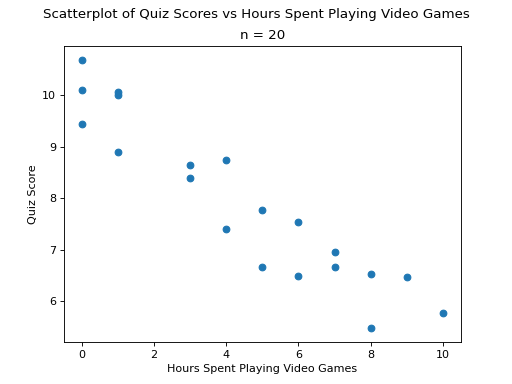 Scatterplot of Quiz Scores vs Hours Spent Playing Video Games
n = 20
10
9
8
7
6
Quiz Score
0 2 4 6 8 10
Hours Spent Playing Video Games